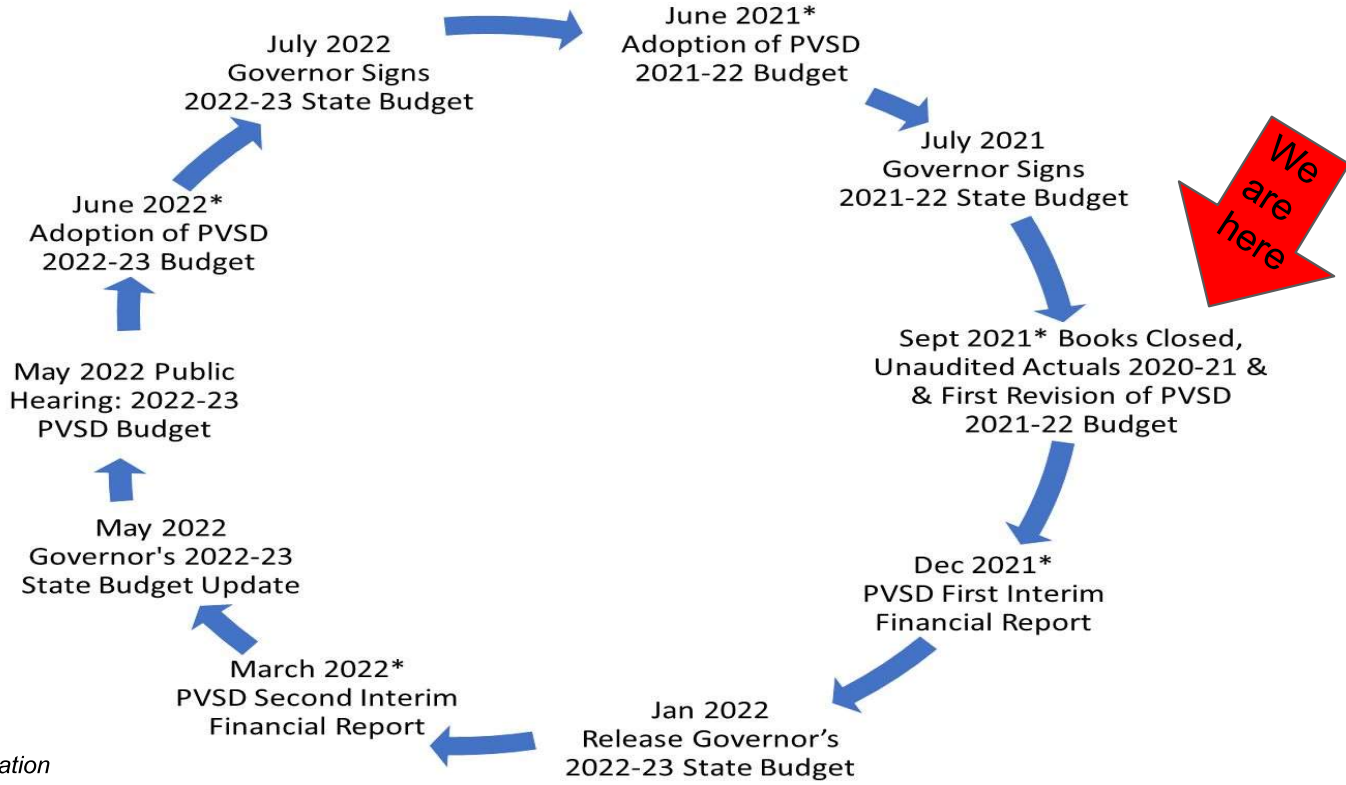 June 2021*
Adoption of PVSD
2021-22 Budget
July 2021
Governor Signs
2021-22 State Budget
We
are
here
Sept 2021* Books Closed,
Unaudited Actuals 2020-21 &
& First Revision of PVSD
2021-22 Budget
Dec 2021*
PVSD First Interim
Financial Report
Jan 2022
Release Governor’s
2022-23 State Budget
March 2022*
PVSD Second Interim
Financial Report
May 2022
Governor's 2022-23
State Budget Update
May 2022 Public
Hearing: 2022-23
PVSD Budget
June 2022*
Adoption of PVSD
2022-23 Budget
July 2022
Governor Signs
2022-23 State Budget
ation